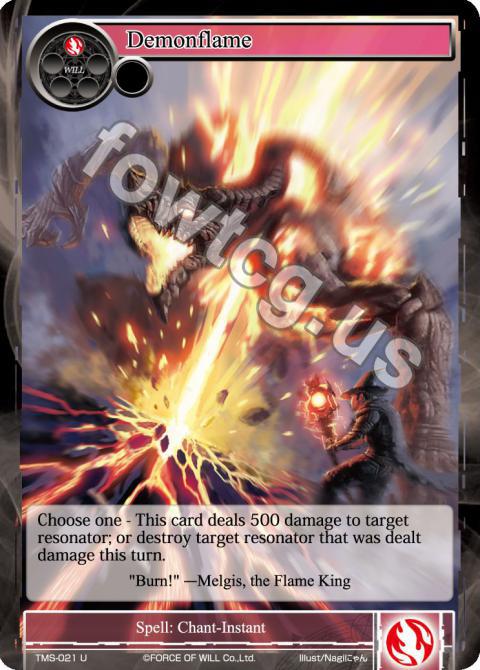 Demonflame
WILL
fowtcg.us
Choose one - This card deals 500 damage to target
resonator; or destroy target resonator that was dealt
damage this turn.
"Burn!" —Melgis, the Flame King
Spell: Chant-Instant
TMS-021 U
©FORCE OF WILL Co.,Ltd.
Illust/Nagiにゃん